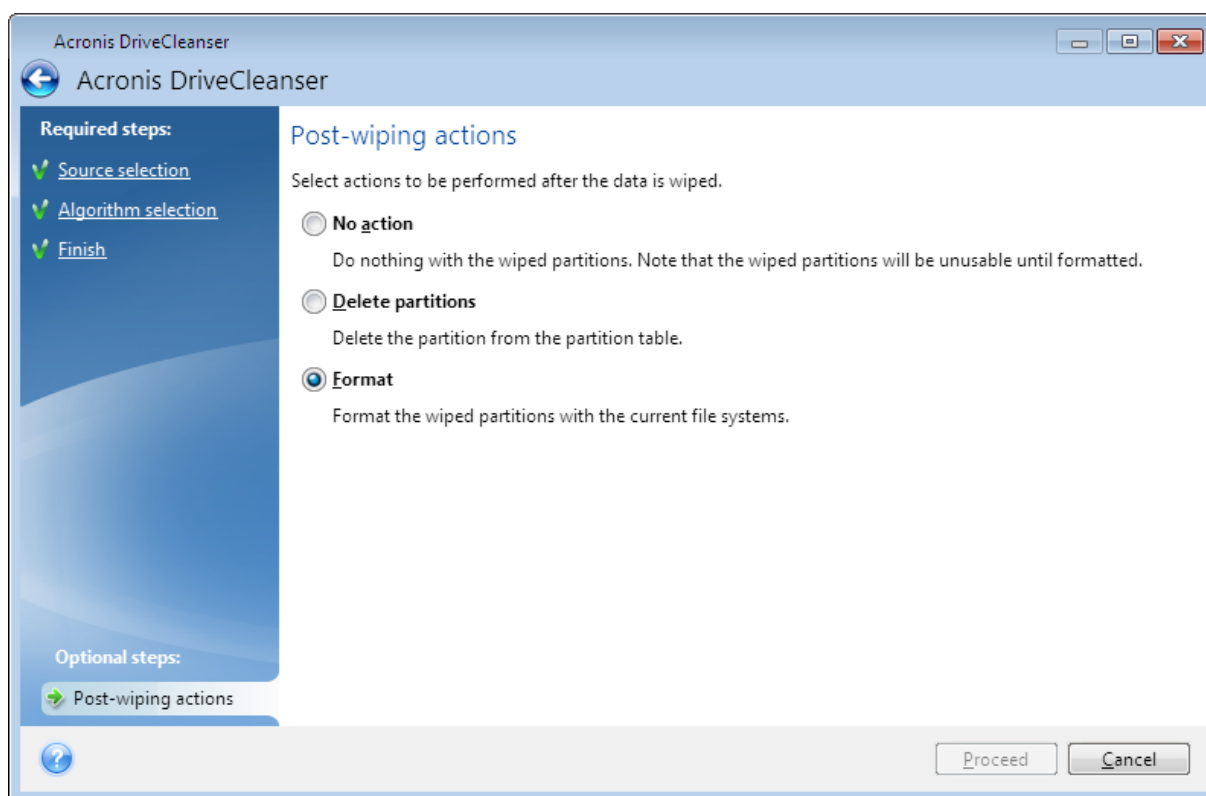 Acronis DriveCleanser
Acronis DriveCleanser
Required steps:
Source selection
Algorithm selection
Finish
Optional steps:
Post-wiping actions
Post-wiping actions
Select actions to be performed after the data is wiped.
No action
Do nothing with the wiped partitions. Note that the wiped partitions will be unusable until formatted.
Delete partitions
Delete the partition from the partition table.
Format
Format the wiped partitions with the current file systems.
?
Proceed
Cancel